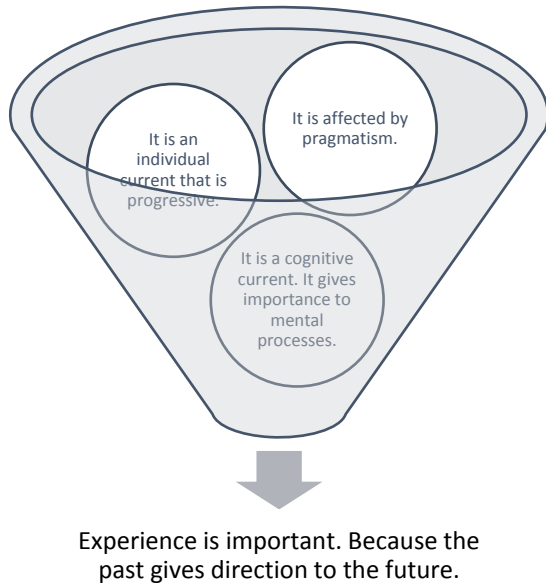 It is an
individual
current that is
progressive.
It is affected by
pragmatism.
It is a cognitive
current. It gives
importance to
mental
processes.
Experience is important. Because the
past gives direction to the future.